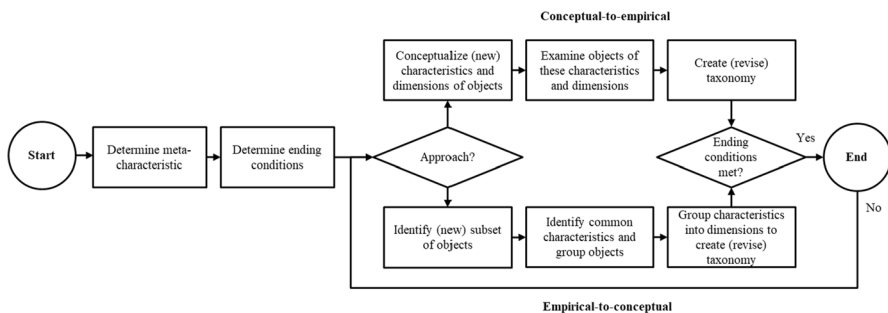 Conceptual-to-empirical
Conceptualize (new)
characteristics and
dimensions of objects
Examine objects of
these characteristics
and dimensions
Create (revise)
taxonomy
Start
Determine meta-
characteristic
Determine ending
conditions
Approach?
Ending
conditions
met?
Yes
End
No
Identify (new) subset
of objects
Identify common
characteristics and
group objects
Group characteristics
into dimensions to
create (revise)
taxonomy
Empirical-to-conceptual